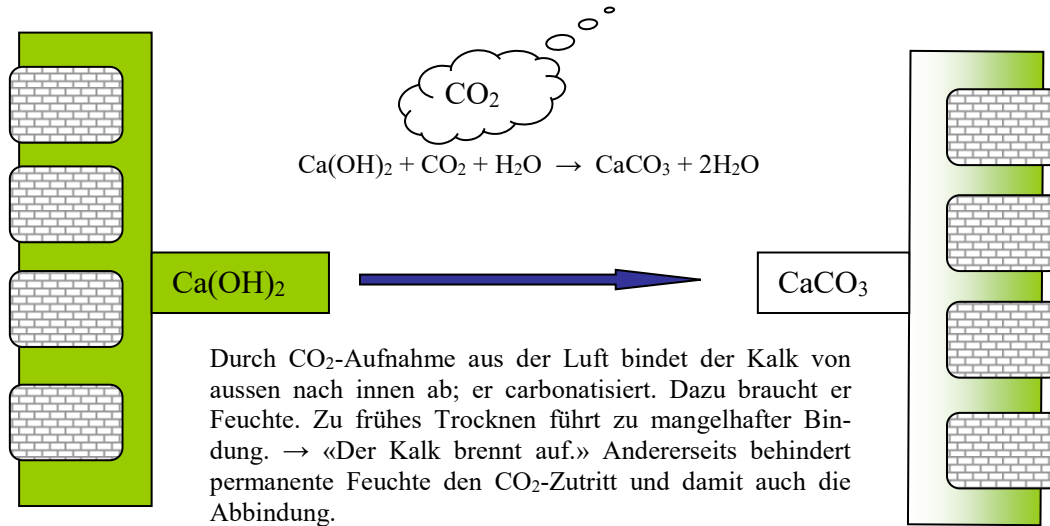 CO₂
Ca(OH)₂ + CO₂ + H₂O → CaCO₃ + 2H₂O
Ca(OH)₂
CaCO₃
Durch CO₂-Aufnahme aus der Luft bindet der Kalk von
aussen nach innen ab; er carbonatisiert. Dazu braucht er
Feuchte. Zu frühes Trocknen führt zu mangelhafter Bin-
dung. → «Der Kalk brennt auf.» Andererseits behindert
permanente Feuchte den CO₂-Zutritt und damit auch die
Abbindung.